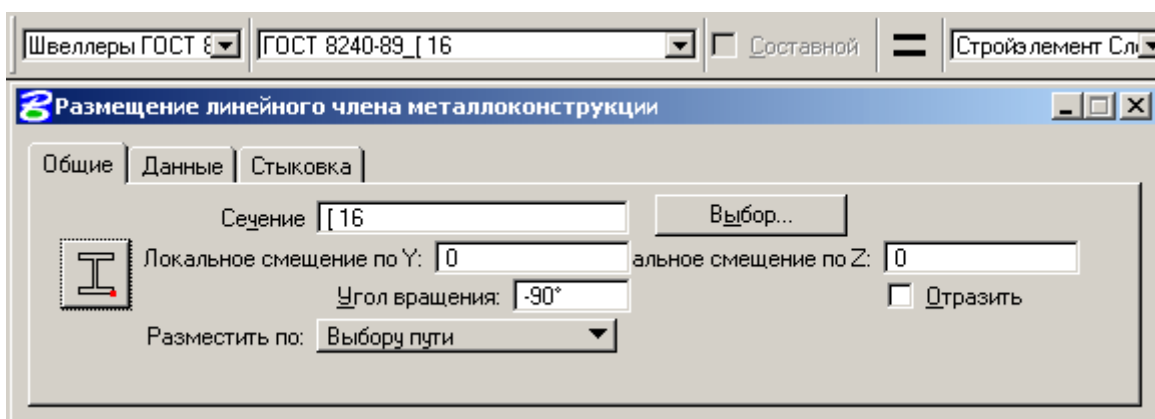 Швеллеры ГОСТ 8 ГОСТ 8240-89_[ 16 Составной Стройэлемент Сл
Размещение линейного члена металлоконструкции
Общие Данные Стыковка
Сечение [ 16 Выбор...
Локальное смещение по Y: 0 альное смещение по Z: 0
Угол вращения: -90° Отразить
Разместить по: Выбору пути